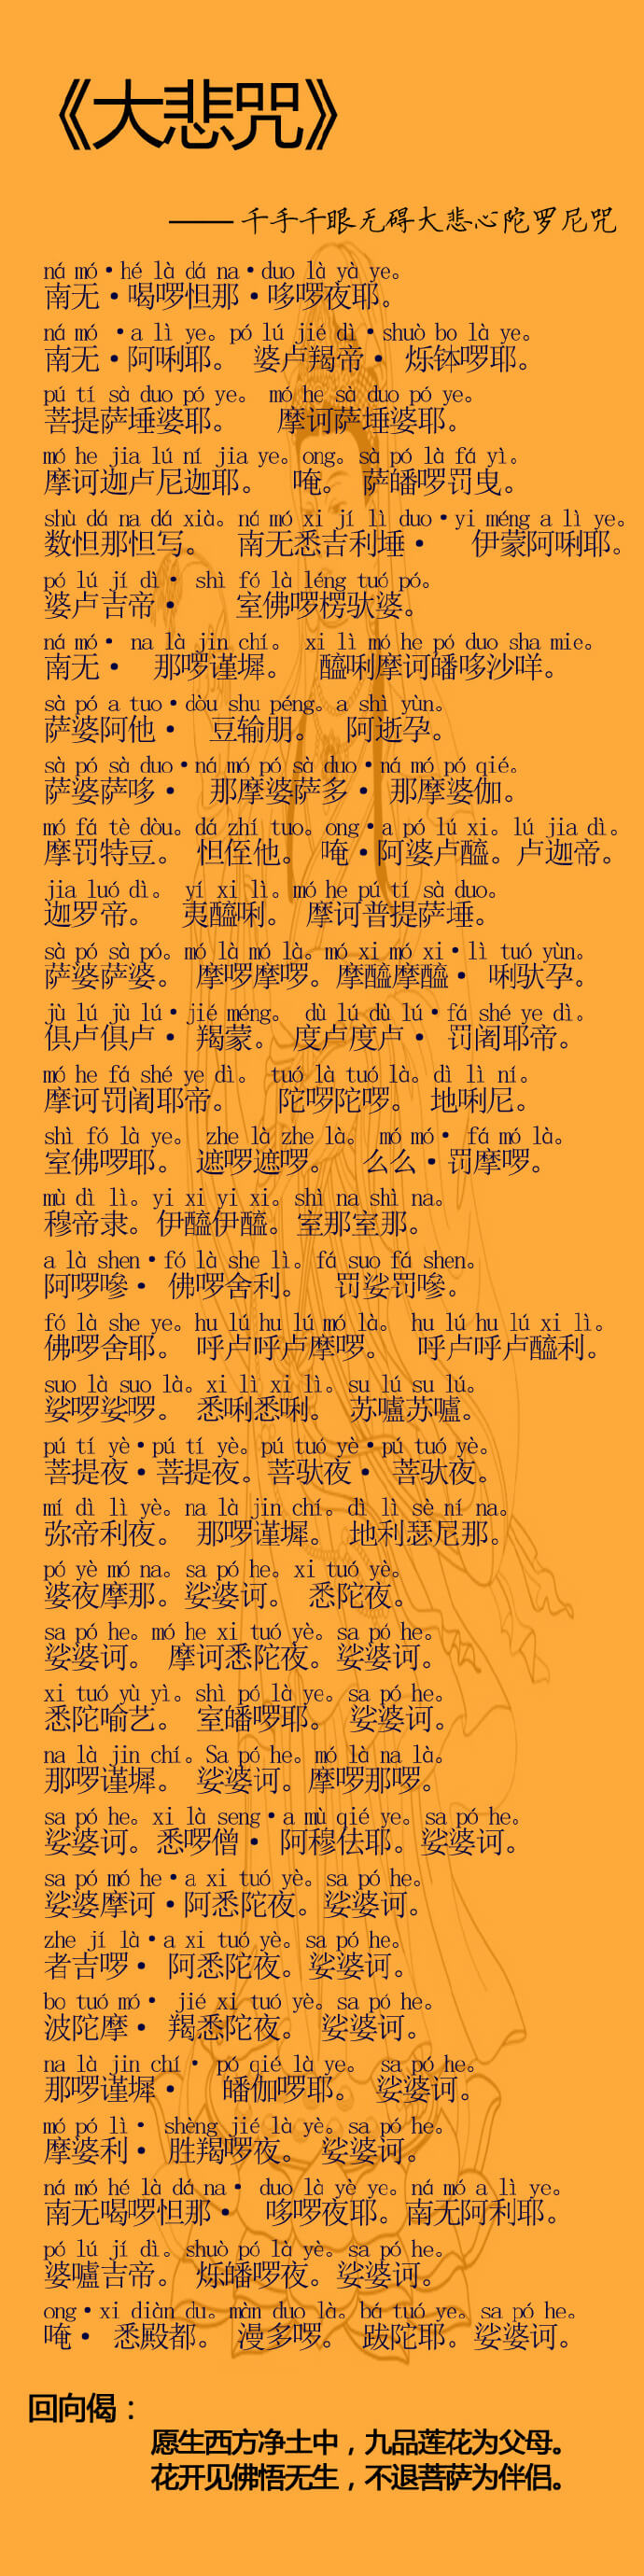 《大悲咒》
——千手千眼无碍大悲心陀罗尼咒
ná mó·hé là dá na·duo là yà ye。
南无·喝啰怛那·哆啰夜耶。
ná mó ·a lì ye。pó lú jié dì·shuò bo là ye。
南无·阿唎耶。 婆卢羯帝· 烁钵啰耶。
pú tí sà duo pó ye。 mó he sà duo pó ye。
菩提萨埵婆耶。 摩诃萨埵婆耶。
mó he jia lú ní jia ye。ong。sà pó là fá yì。
摩诃迦卢尼迦耶。 唵。 萨皤啰罚曳。
shù dá na dá xià。ná mó xi jí lì duo·yi méng a lì ye。
数怛那怛写。 南无悉吉利埵· 伊蒙阿唎耶。
pó lú jí dì· shì fó là léng tuó pó。
婆卢吉帝· 室佛啰楞驮婆。
ná mó· na là jin chí。 xi lì mó he pó duo sha mie。
南无· 那啰谨墀。 醯唎摩诃皤哆沙咩。
sà pó a tuo·dòu shu péng。a shì yùn。
萨婆阿他· 豆输朋。 阿逝孕。
sà pó sà duo·ná mó pó sà duo·ná mó pó qié。
萨婆萨哆· 那摩婆萨多· 那摩婆伽。
mó fá tè dòu。dá zhí tuo。ong·a pó lú xi。lú jia dì。
摩罚特豆。 怛侄他。 唵·阿婆卢醯。卢迦帝。
jia luó dì。 yí xi lì。mó he pú tí sà duo。
迦罗帝。 夷醯唎。 摩诃普提萨埵。
sà pó sà pó。mó là mó là。mó xi mó xi·lì tuó yùn。
萨婆萨婆。 摩啰摩啰。摩醯摩醯· 唎驮孕。
jù lú jù lú·jié méng。 dù lú dù lú·fá shé ye dì。
俱卢俱卢· 羯蒙。 度卢度卢· 罚阇耶帝。
mó he fá shé ye dì。 tuó là tuó là。dì lì ní。
摩诃罚阇耶帝。 陀啰陀啰。 地唎尼。
shì fó là ye。 zhe là zhe là。 mó mó· fá mó là。
室佛啰耶。 遮啰遮啰。 么么·罚摩啰。
mù dì lì。yi xi yi xi。shì na shì na。
穆帝隶。伊醯伊醯。室那室那。
a là shen·fó là she lì。fá suo fá shen。
阿啰嘇· 佛啰舍利。 罚娑罚嘇。
fó là she ye。hu lú hu lú mó là。 hu lú hu lú xi lì。
佛啰舍耶。 呼卢呼卢摩啰。 呼卢呼卢醯利。
suo là suo là。xi lì xi lì。su lú su lú。
娑啰娑啰。 悉唎悉唎。 苏嚧苏嚧。
pú tí yè·pú tí yè。pú tuó yè·pú tuó yè。
菩提夜·菩提夜。菩驮夜· 菩驮夜。
mí dì lì yè。na là jin chí。dì lì sè ní na。
弥帝利夜。 那啰谨墀。 地利瑟尼那。
pó yè mó na。sa pó he。xi tuó yè。
婆夜摩那。娑婆诃。 悉陀夜。
sa pó he。mó he xi tuó yè。sa pó he。
娑婆诃。 摩诃悉陀夜。娑婆诃。
xi tuó yù yì。shì pó là ye。sa pó he。
悉陀喻艺。 室皤啰耶。 娑婆诃。
na là jin chí。Sa pó he。mó là na là。
那啰谨墀。 娑婆诃。摩啰那啰。
sa pó he。xi là seng·a mù qié ye。sa pó he。
娑婆诃。悉啰僧· 阿穆佉耶。娑婆诃。
sa pó mó he·a xi tuó yè。sa pó he。
娑婆摩诃·阿悉陀夜。娑婆诃。
zhe jí là·a xi tuó yè。sa pó he。
者吉啰· 阿悉陀夜。娑婆诃。
bo tuó mó· jié xi tuó yè。sa pó he。
波陀摩· 羯悉陀夜。 娑婆诃。
na là jin chí· pó qié là ye。 sa pó he。
那啰谨墀· 皤伽啰耶。 娑婆诃。
mó pó lì· shèng jié là yè。sa pó he。
摩婆利· 胜羯啰夜。 娑婆诃。
ná mó hé là dá na· duo là yè ye。ná mó a lì ye。
南无喝啰怛那· 哆啰夜耶。南无阿利耶。
pó lú jí dì。shuò pó là yè。sa pó he。
婆嚧吉帝。 烁皤啰夜。娑婆诃。
ong·xi diàn du。màn duo là。bá tuó ye。sa pó he。
唵· 悉殿都。 漫多啰。 跋陀耶。娑婆诃。
回向偈：
愿生西方净土中，九品莲花为父母。
花开见佛悟无生，不退菩萨为伴侣。